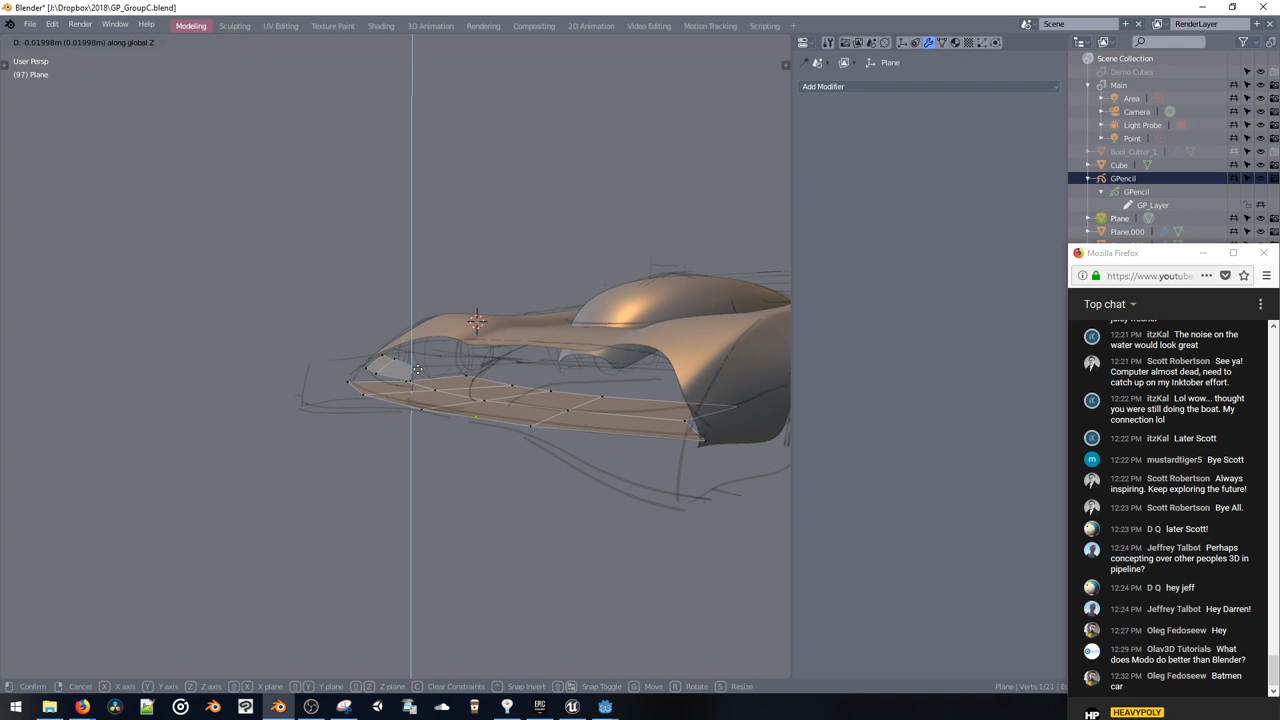 Blender* [J:\Dropbox\2018\GP_GroupC.blend]
File Edit Render Window Help
Modeling Sculpting UV Editing Texture Paint Shading 3D Animation Rendering Compositing 2D Animation Video Editing Motion Tracking Scripting
Scene
RenderLayer
D: -0.01998m (0.01998m) along global Z
User Persp
(97) Plane
Plane
Add Modifier
Scene Collection
Demo Cubes
Main
Area
Camera
Light Probe
Point
Bool_Cutter_1
Cube
GPencil
GPencil
GP_Layer
Plane
Plane.000
Mozilla Firefox
https://www.youtube
Top chat
12:21 PM itzKal The noise on the
water would look great
12:21 PM Scott Robertson See ya!
Computer almost dead, need to
catch up on my Inktober effort.
12:22 PM itzKal Lol wow... thought
you were still doing the boat. My
connection lol
12:22 PM itzKal Later Scott
12:22 PM mustardtiger5 Bye Scott
12:22 PM Scott Robertson Always
inspiring. Keep exploring the future!
12:23 PM Scott Robertson Bye All.
12:23 PM D Q later Scott!
12:24 PM Jeffrey Talbot Perhaps
concepting over other peoples 3D in
pipeline?
12:24 PM D Q hey jeff
12:24 PM Jeffrey Talbot Hey Darren!
12:27 PM Oleg Fedoseew Hey
12:29 PM Olav3D Tutorials What
does Modo do better than Blender?
12:32 PM Oleg Fedoseew Batmen
car
HP HEAVYPOLY
Confirm Cancel X X axis Y Y axis Z Z axis X X plane Y Y plane Z Z plane C Clear Constraints Snap Invert Snap Toggle G Move R Rotate S Resize
Plane | Verts:1/21 |